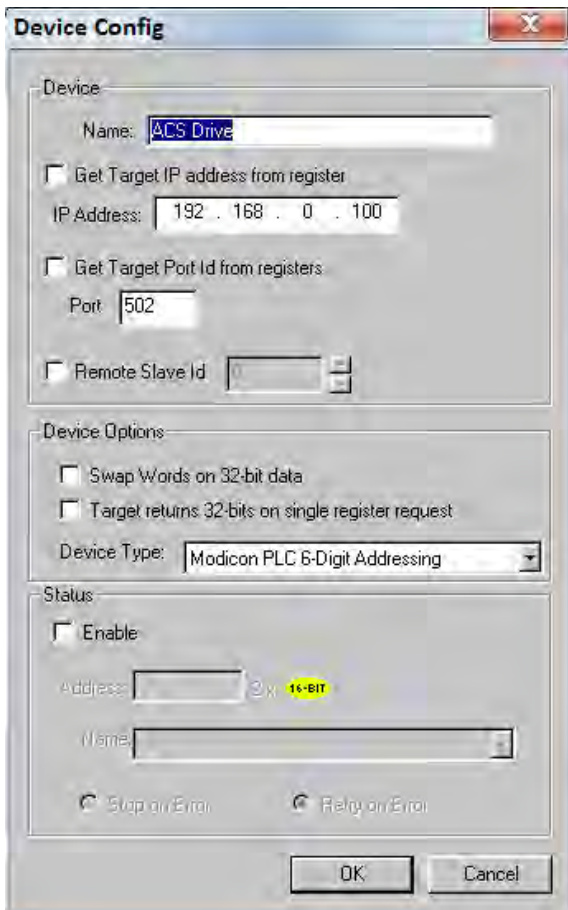 Device Config
Device
Name: ACS Drive
Get Target IP address from register
IP Address: 192 . 168 . 0 . 100
Get Target Port Id from registers
Port 502
Remote Slave Id 0
Device Options
Swap Words on 32-bit data
Target returns 32-bits on single register request
Device Type: Modicon PLC 6-Digit Addressing
Status
Enable
Address: 16-BIT
Name:
Stop on Error Retry on Error
OK Cancel